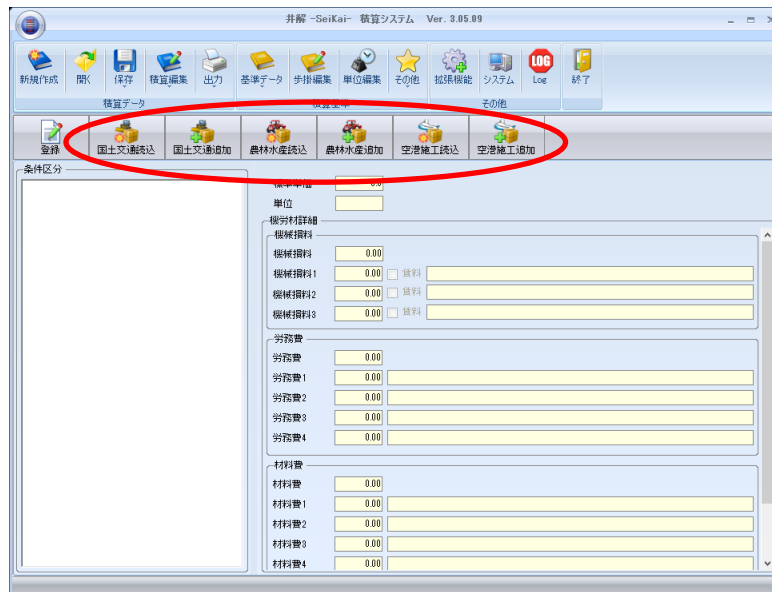 井解 -SeiKai- 積算システム Ver. 3.05.09
新規作成 開く 保存 積算編集 出力 基準データ 歩掛編集 単位編集 その他 拡張機能 システム Log 終了
LOG
積算データ 積算基準 その他
登録 国土交通読込 国土交通追加 農林水産読込 農林水産追加 空港施工読込 空港施工追加
条件区分
標準単価 0.0
単位
機労材詳細
機械損料
機械損料 0.00
機械損料1 0.00 賃料
機械損料2 0.00 賃料
機械損料3 0.00 賃料
労務費
労務費 0.00
労務費1 0.00
労務費2 0.00
労務費3 0.00
労務費4 0.00
材料費
材料費 0.00
材料費1 0.00
材料費2 0.00
材料費3 0.00
材料費4 0.00